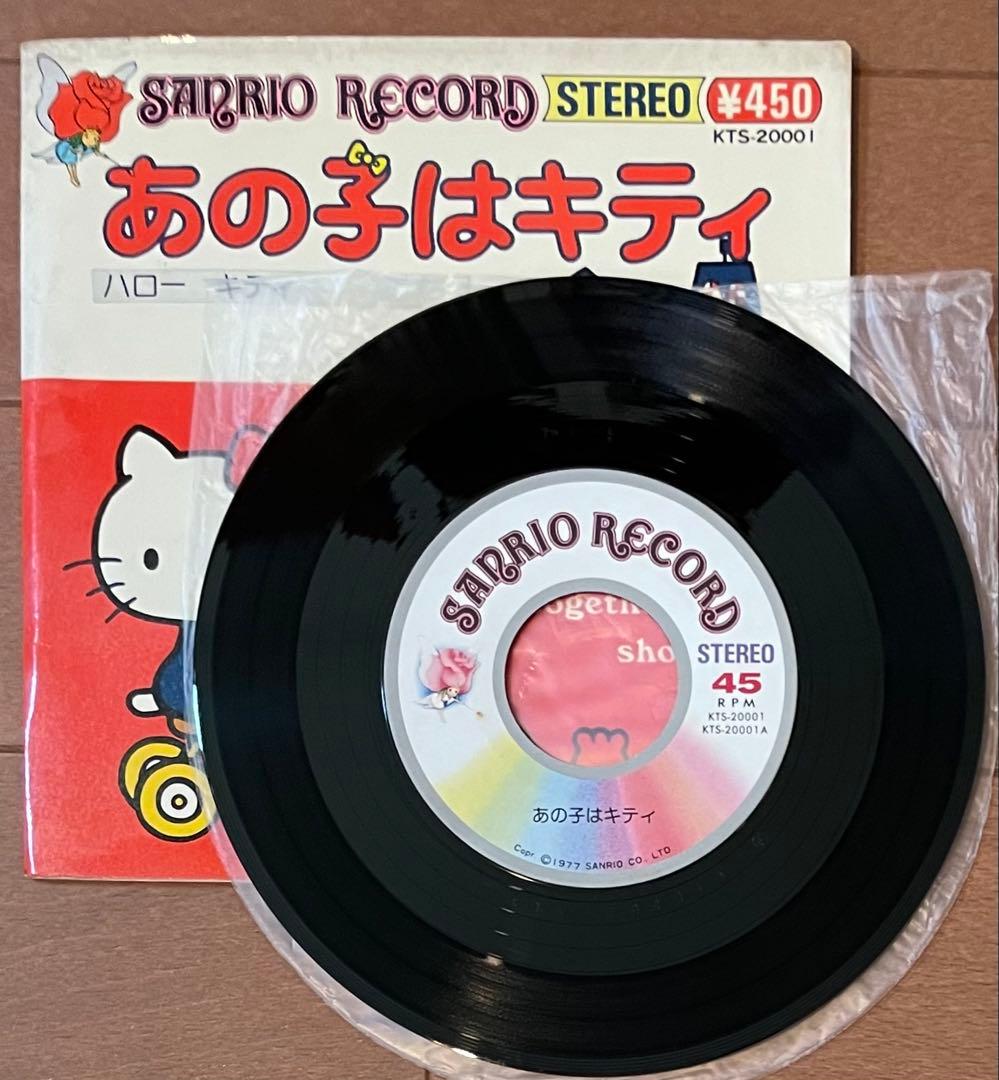 SANRIO RECORD STEREO ¥450
KTS-20001
あの子はキティ
ハロー キティ
SANRIO RECORD
STEREO
45
RPM
KTS-20001
KTS-20001A
sho
あの子はキティ
Copr ©1977 SANRIO CO., LTD